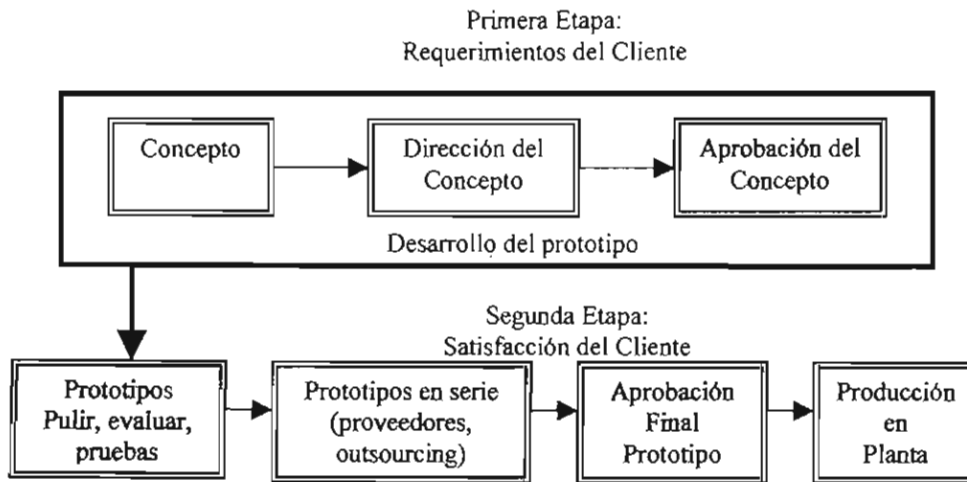 Primera Etapa:
Requerimientos del Cliente
Concepto
Dirección del
Concepto
Aprobación del
Concepto
Desarrollo del prototipo
Segunda Etapa:
Satisfacción del Cliente
Prototipos
Pulir, evaluar,
pruebas
Prototipos en serie
(proveedores,
outsourcing)
Aprobación
Final
Prototipo
Producción
en
Planta